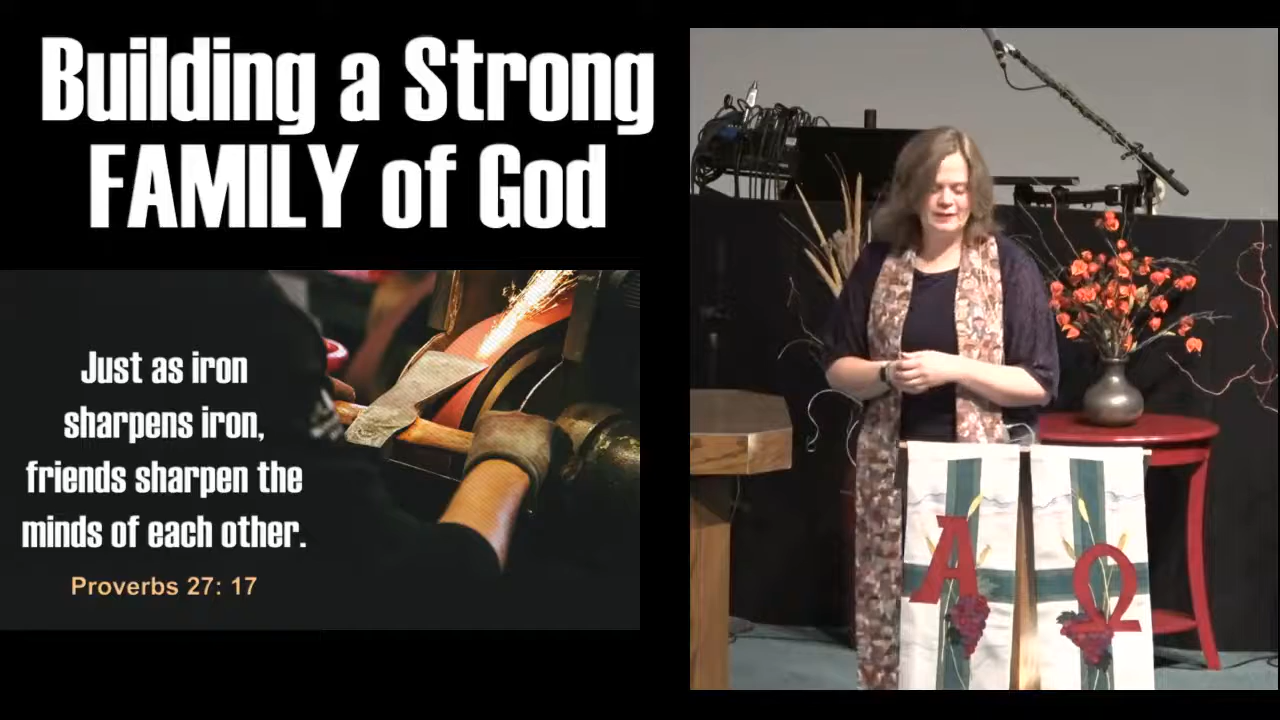 Building a Strong
FAMILY of God
Just as iron
sharpens iron,
friends sharpen the
minds of each other.
Proverbs 27: 17
Α Ω